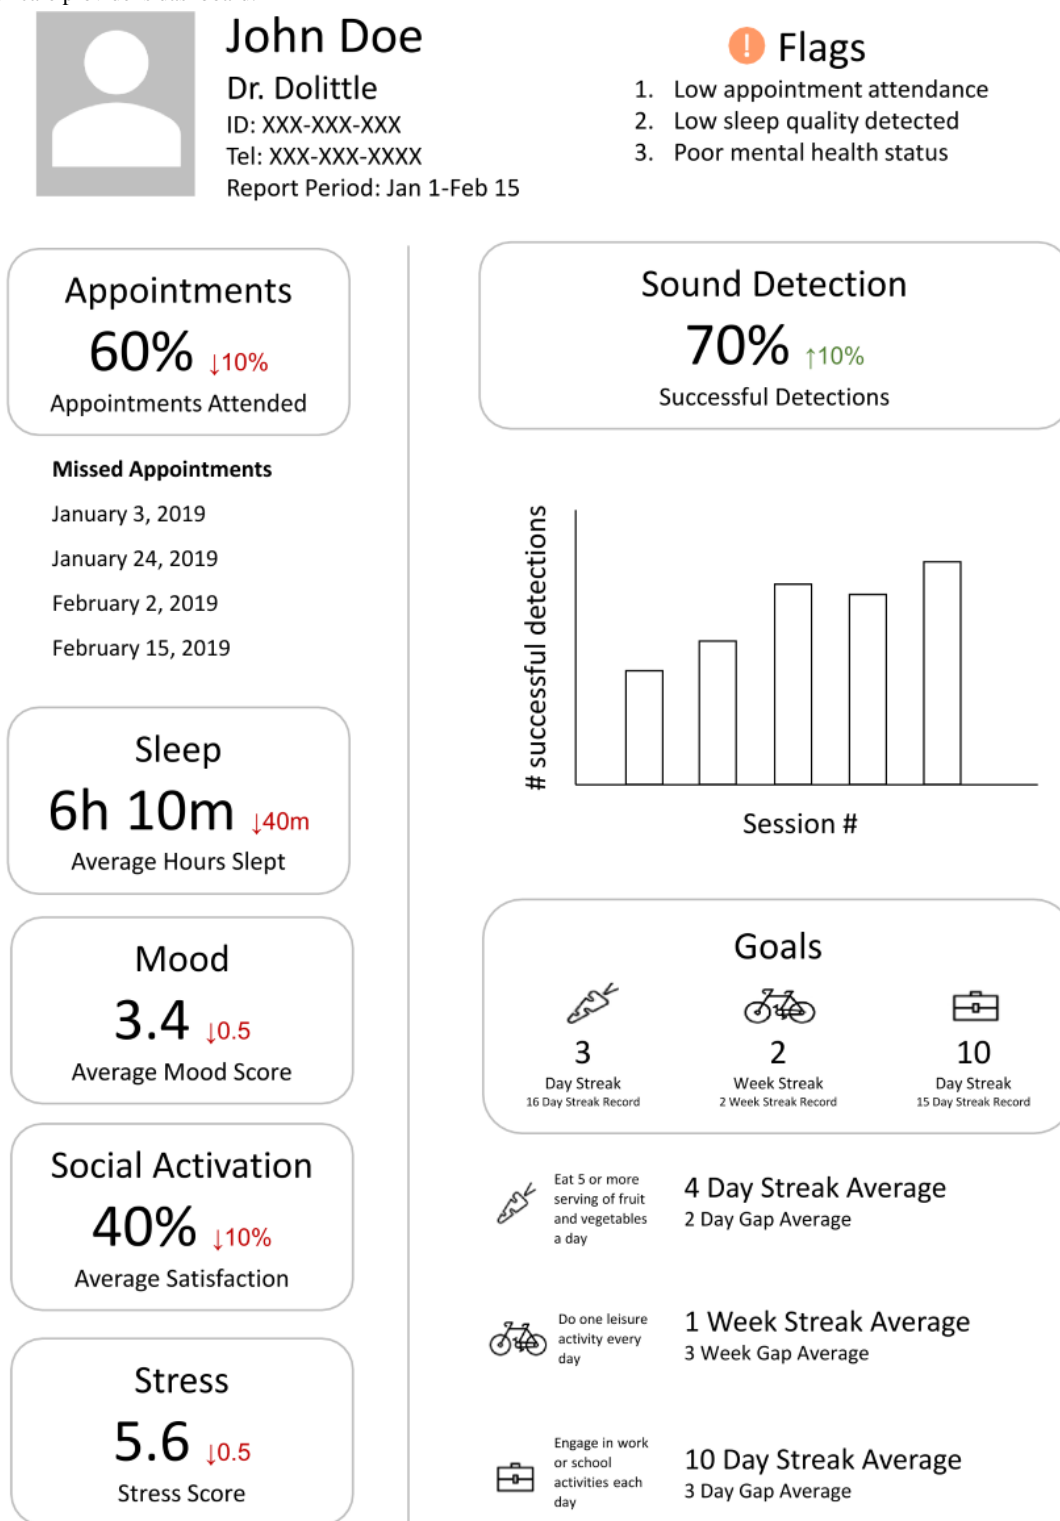 John Doe
Dr. Dolittle
ID: XXX-XXX-XXX
Tel: XXX-XXX-XXXX
Report Period: Jan 1-Feb 15
! Flags
1. Low appointment attendance
2. Low sleep quality detected
3. Poor mental health status
Appointments
60% ↓10%
Appointments Attended
Missed Appointments
January 3, 2019
January 24, 2019
February 2, 2019
February 15, 2019
Sleep
6h 10m ↓40m
Average Hours Slept
Mood
3.4 ↓0.5
Average Mood Score
Social Activation
40% ↓10%
Average Satisfaction
Stress
5.6 ↓0.5
Stress Score
Sound Detection
70% ↑10%
Successful Detections
# successful detections
Session #
Goals
3
Day Streak
16 Day Streak Record
2
Week Streak
2 Week Streak Record
10
Day Streak
15 Day Streak Record
Eat 5 or more
serving of fruit
and vegetables
a day
4 Day Streak Average
2 Day Gap Average
Do one leisure
activity every
day
1 Week Streak Average
3 Week Gap Average
Engage in work
or school
activities each
day
10 Day Streak Average
3 Day Gap Average